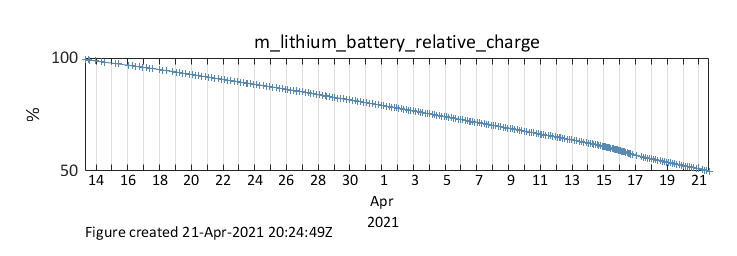 m_lithium_battery_relative_charge
100
%
50
14 16 18 20 22 24 26 28 30 1 3 5 7 9 11 13 15 17 19 21
Apr
2021
Figure created 21-Apr-2021 20:24:49Z